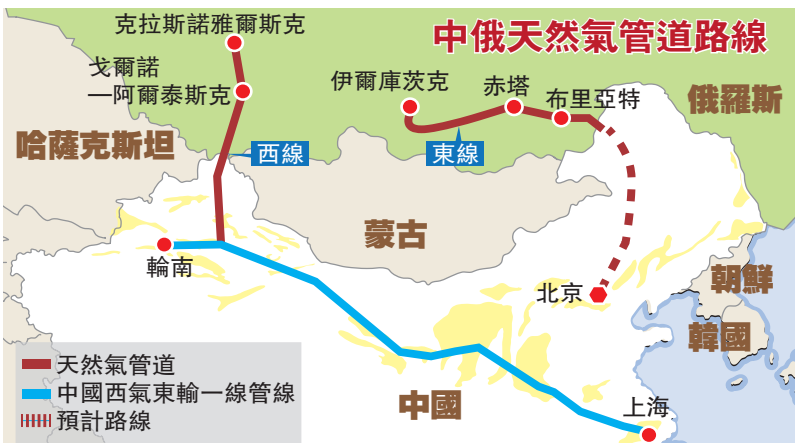 中俄天然氣管道路線
克拉斯諾雅爾斯克
戈爾諾
—阿爾泰斯克
伊爾庫茨克
赤塔
布里亞特
俄羅斯
哈薩克斯坦
西線
東線
蒙古
輪南
北京
朝鮮
韓國
中國
上海
天然氣管道
中國西氣東輸一線管線
預計路線